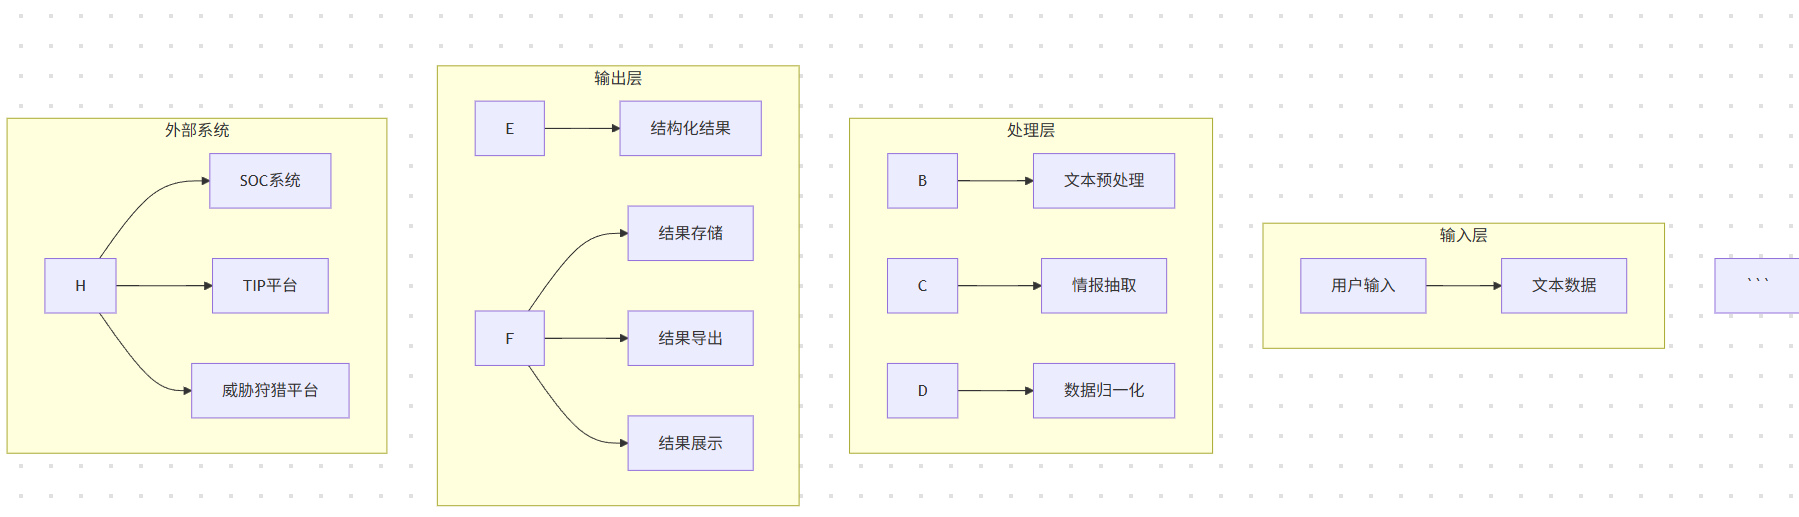 外部系统
H
SOC系统
TIP平台
威胁狩猎平台
输出层
E
结构化结果
F
结果存储
结果导出
结果展示
处理层
B
文本预处理
C
情报抽取
D
数据归一化
输入层
用户输入
文本数据
```